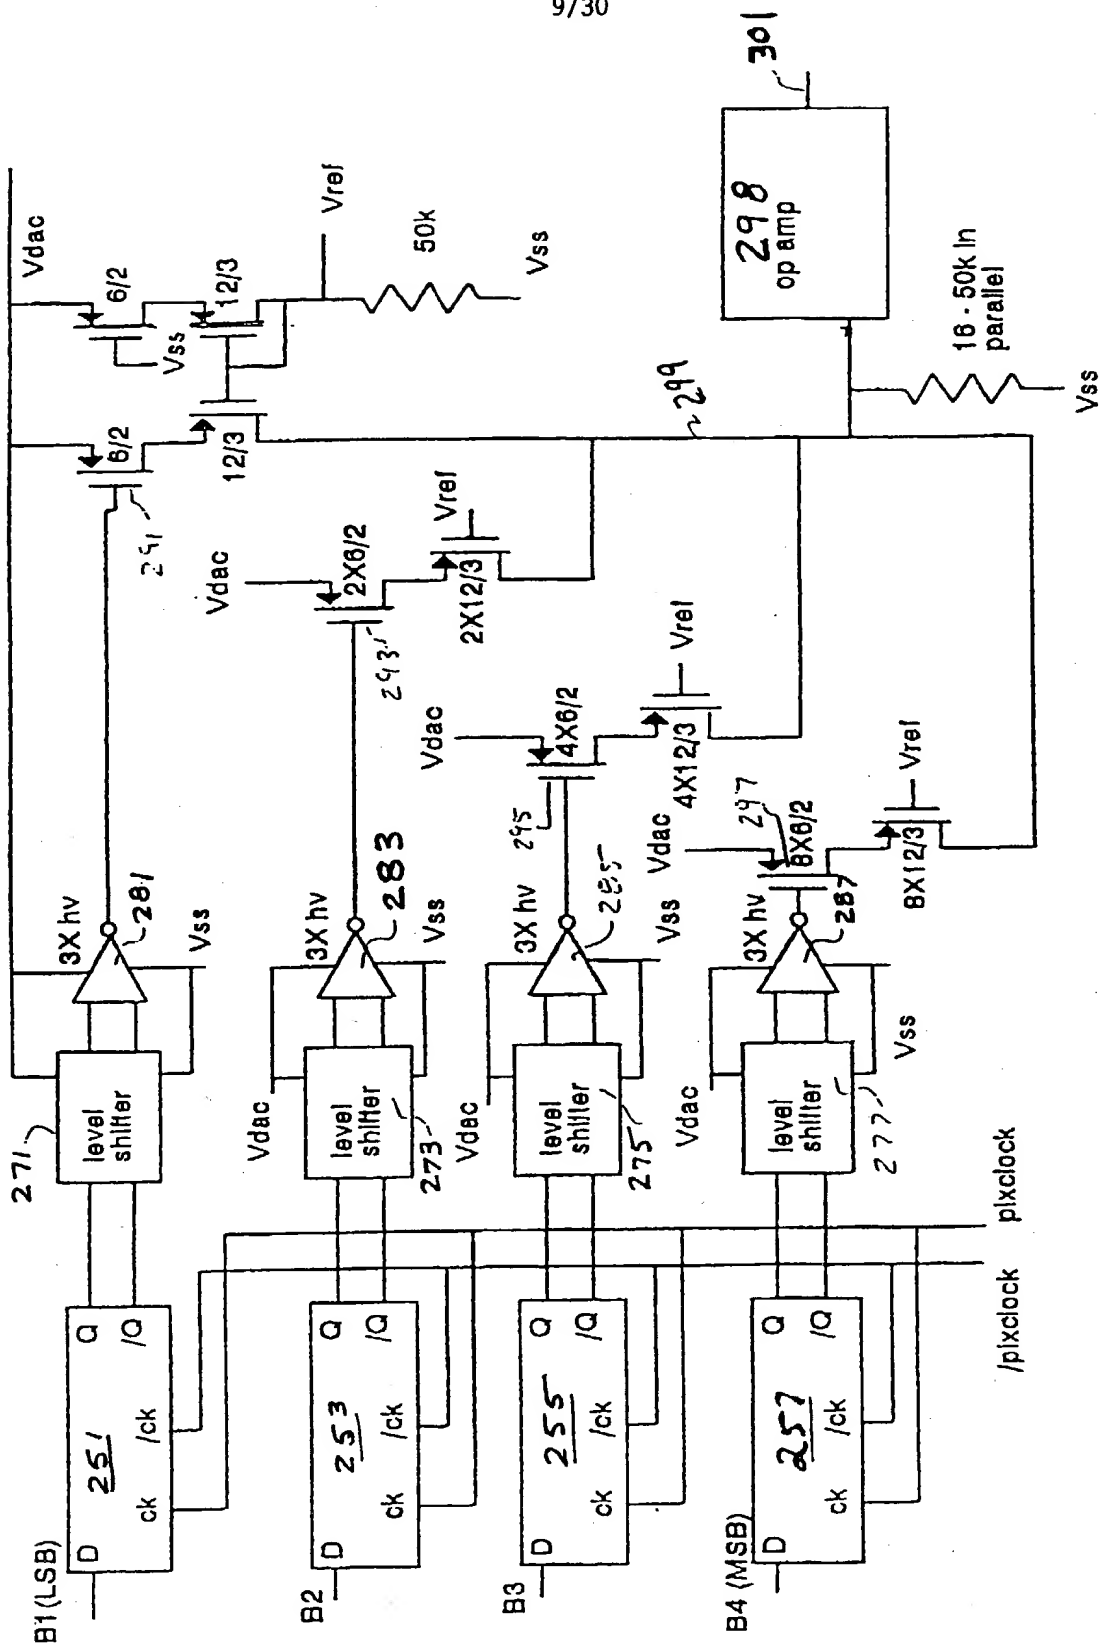 9/30
B1(LSB)
D
251
ck
/ck
Q
/Q
271
level
shifter
3X hv
281
Vss
Vdac
291
6/2
12/3
6/2
Vss
12/3
Vref
50k
Vss
B2
D
253
ck
/ck
Q
/Q
Vdac
level
shifter
273
3X hv
283
Vss
Vdac
293
2X6/2
Vref
2X12/3
B3
D
255
ck
/ck
Q
/Q
Vdac
level
shifter
275
3X hv
285
Vss
Vdac
295
4X6/2
Vref
4X12/3
B4 (MSB)
D
257
ck
/ck
Q
/Q
Vdac
level
shifter
277
3X hv
287
Vss
Vdac
297
8X6/2
Vref
8X12/3
299
298
op amp
301
16 - 50k In
parallel
Vss
/pixclock
pixclock